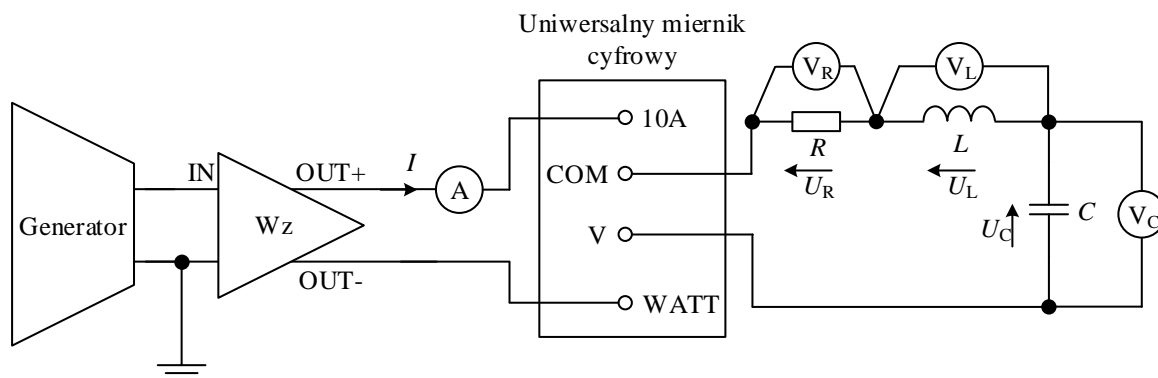 Uniwersalny miernik
cyfrowy
Generator
IN
Wz
OUT+
OUT-
I
A
10A
COM
V
WATT
V_R
V_L
R
L
U_R
U_L
U_C
C
V_C